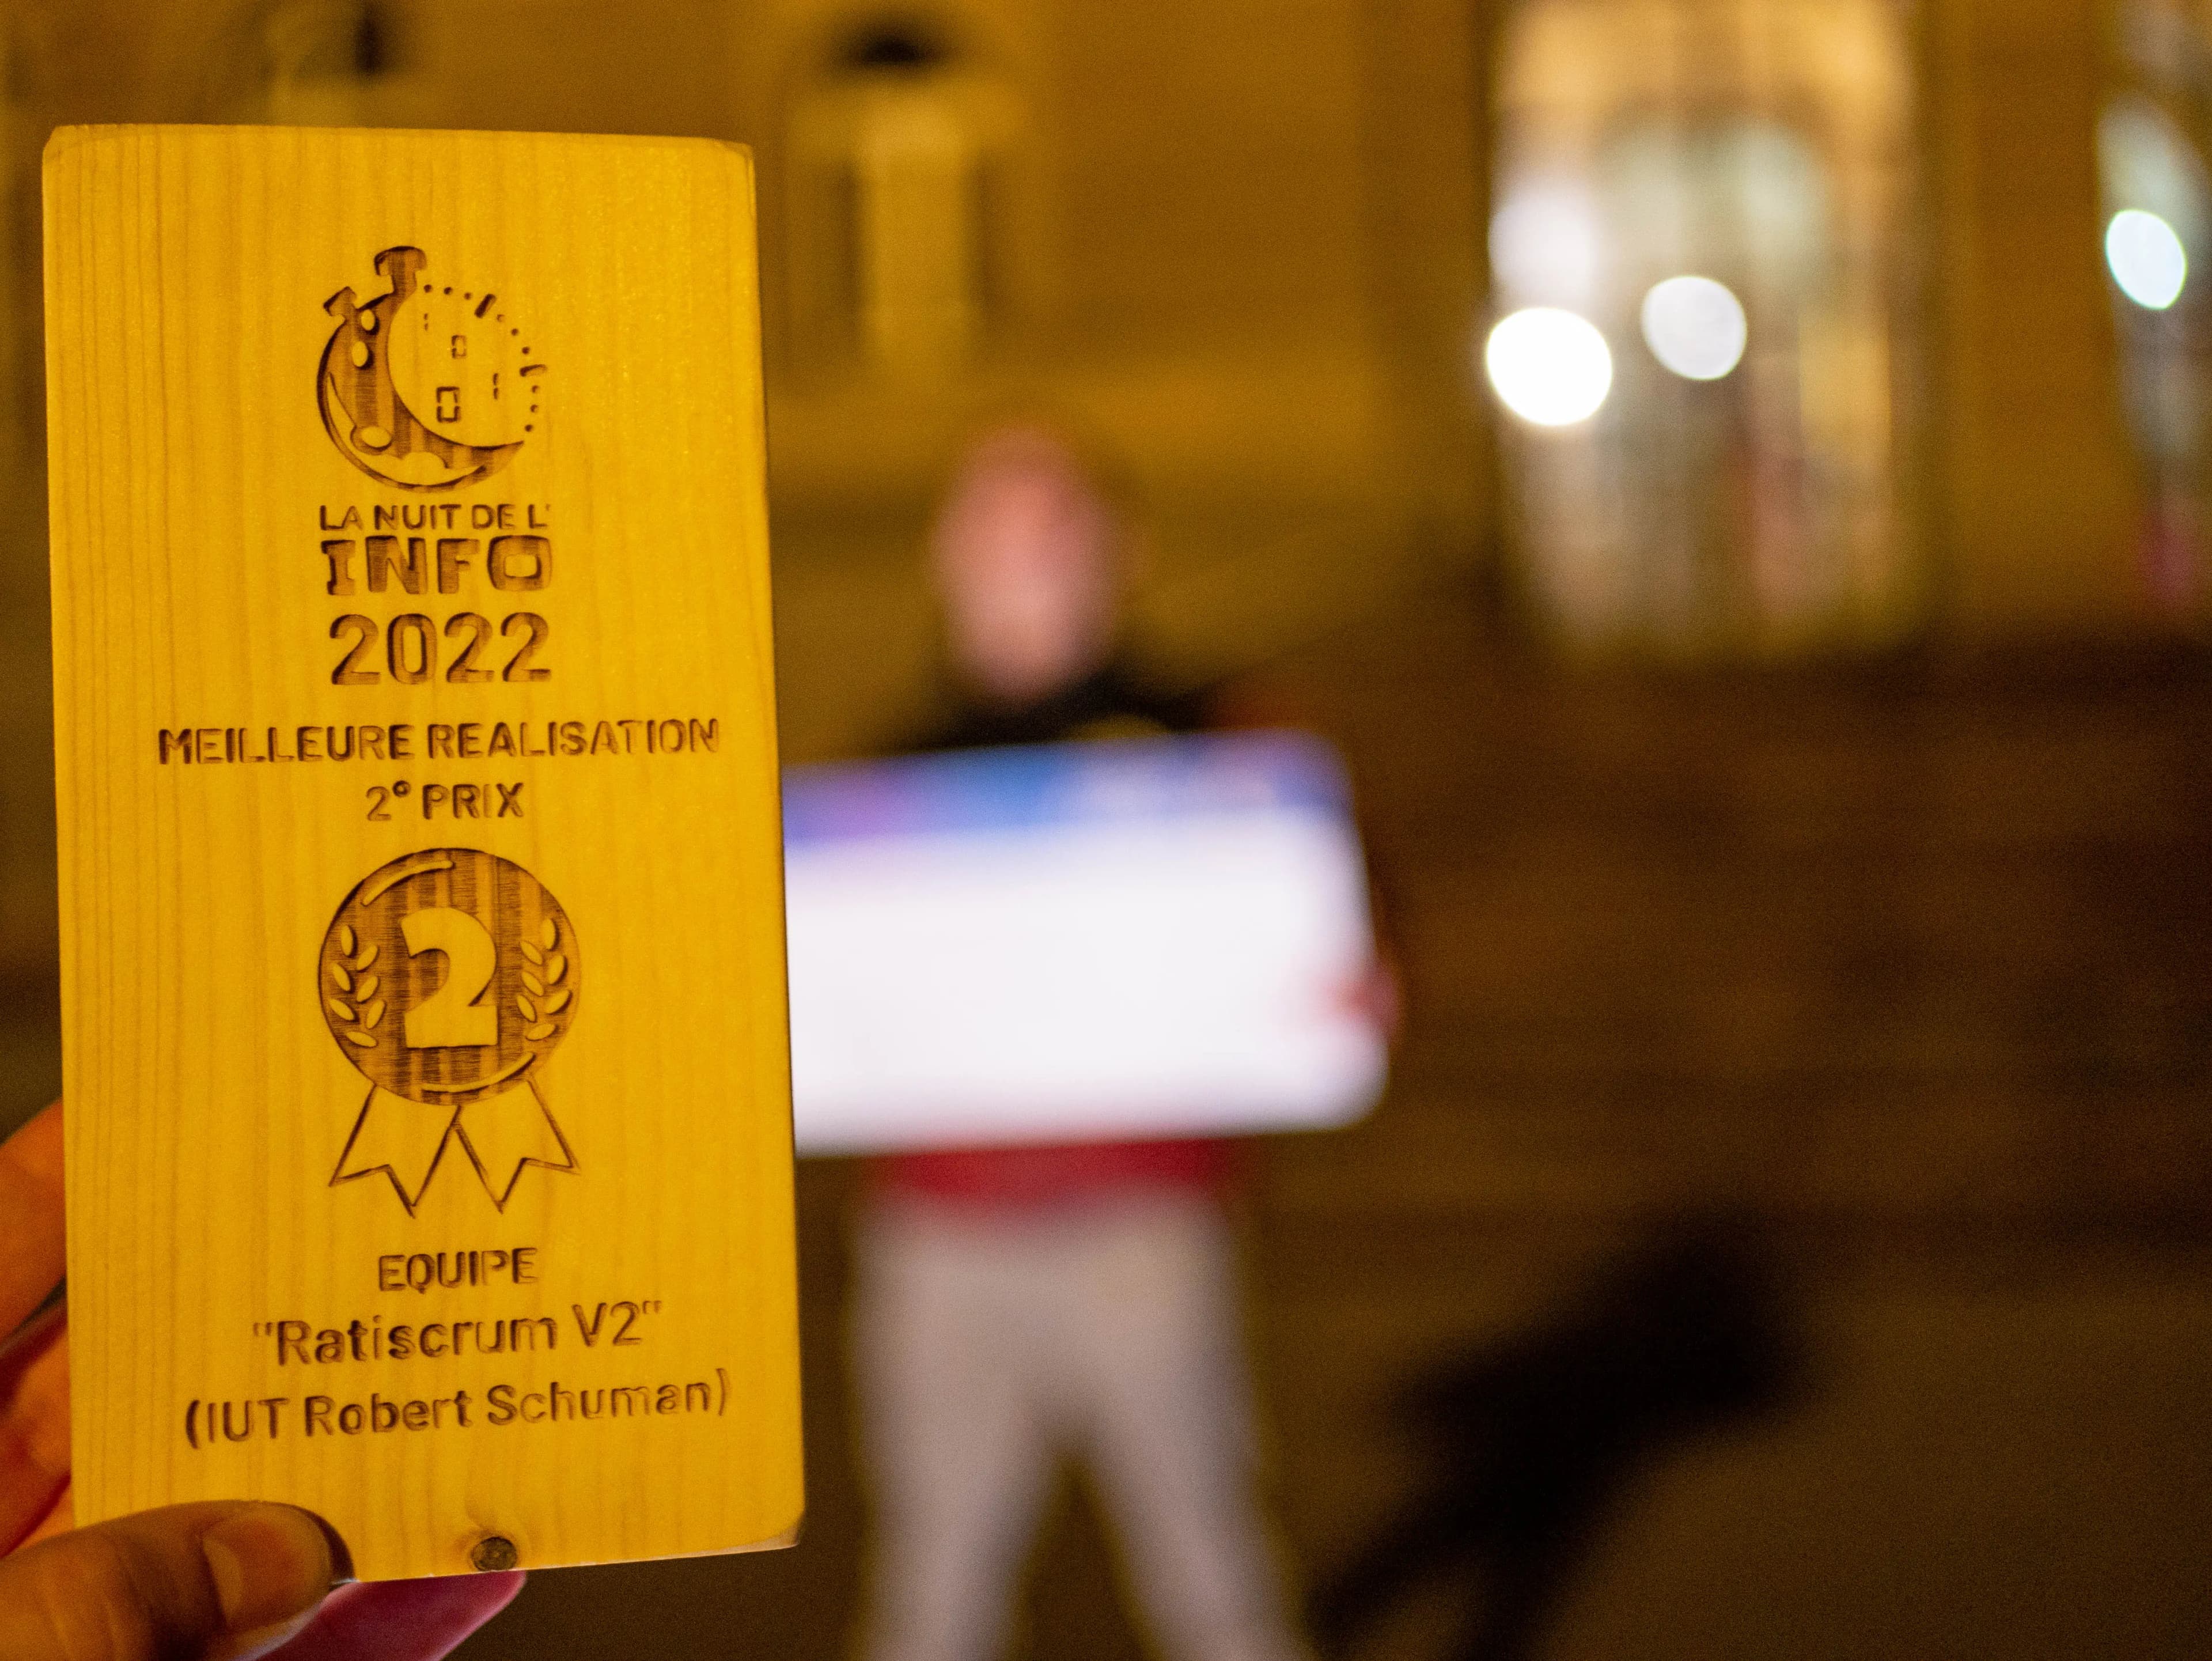 LA NUIT DE L'
INFO
2022
MEILLEURE REALISATION
2° PRIX
2
EQUIPE
"Ratiscrum V2"
(IUT Robert Schuman)